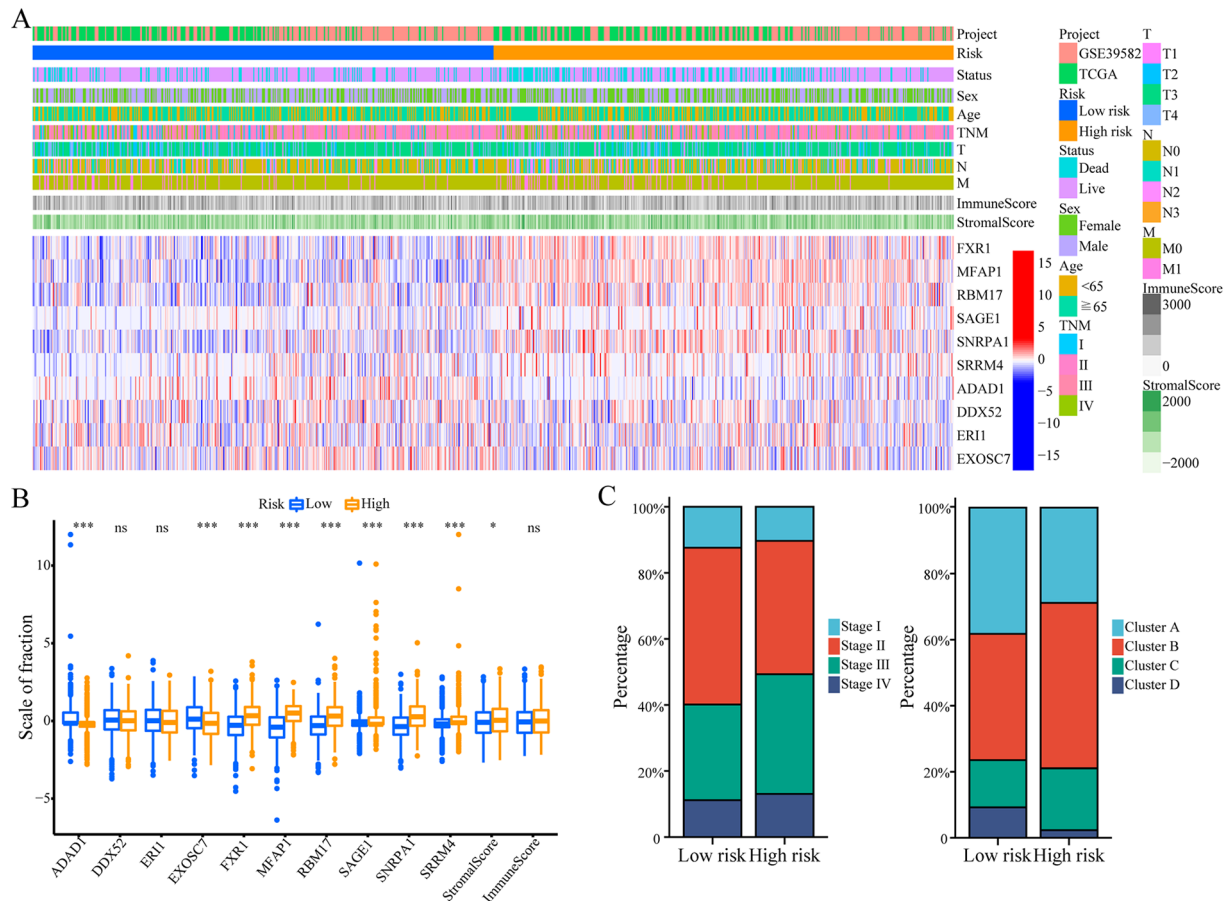 A
Project
Risk
Status
Sex
Age
TNM
T
N
M
ImmuneScore
StromalScore
FXR1
MFAP1
RBM17
SAGE1
SNRPA1
SRRM4
ADAD1
DDX52
ERI1
EXOSC7
15
10
5
0
−5
−10
−15
Project
GSE39582
TCGA
Risk
Low risk
High risk
Status
Dead
Live
Sex
Female
Male
Age
<65
≧65
TNM
I
II
III
IV
T
T1
T2
T3
T4
N
N0
N1
N2
N3
M
M0
M1
ImmuneScore
3000
0
StromalScore
2000
−2000
B
Risk Low High
*** ns ns *** *** *** *** *** *** *** * ns
Scale of fraction
10
5
0
−5
ADAD1
DDX52
ERI1
EXOSC7
FXR1
MFAP1
RBM17
SAGE1
SNRPA1
SRRM4
StromalScore
ImmuneScore
C
Percentage
100%
80%
60%
40%
20%
0
Low risk High risk
Stage I
Stage II
Stage III
Stage IV
Percentage
100%
80%
60%
40%
20%
0
Low risk High risk
Cluster A
Cluster B
Cluster C
Cluster D